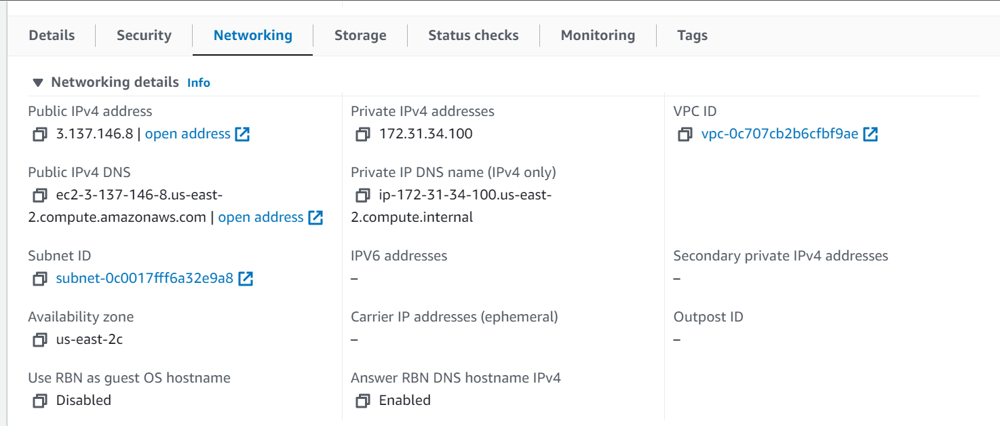 Details
Security
Networking
Storage
Status checks
Monitoring
Tags
Networking details Info
Public IPv4 address
3.137.146.8 | open address
Private IPv4 addresses
172.31.34.100
VPC ID
vpc-0c707cb2b6cfbf9ae
Public IPv4 DNS
ec2-3-137-146-8.us-east-
2.compute.amazonaws.com | open address
Private IP DNS name (IPv4 only)
ip-172-31-34-100.us-east-
2.compute.internal
Subnet ID
subnet-0c0017fff6a32e9a8
IPV6 addresses
–
Secondary private IPv4 addresses
–
Availability zone
us-east-2c
Carrier IP addresses (ephemeral)
–
Outpost ID
–
Use RBN as guest OS hostname
Disabled
Answer RBN DNS hostname IPv4
Enabled